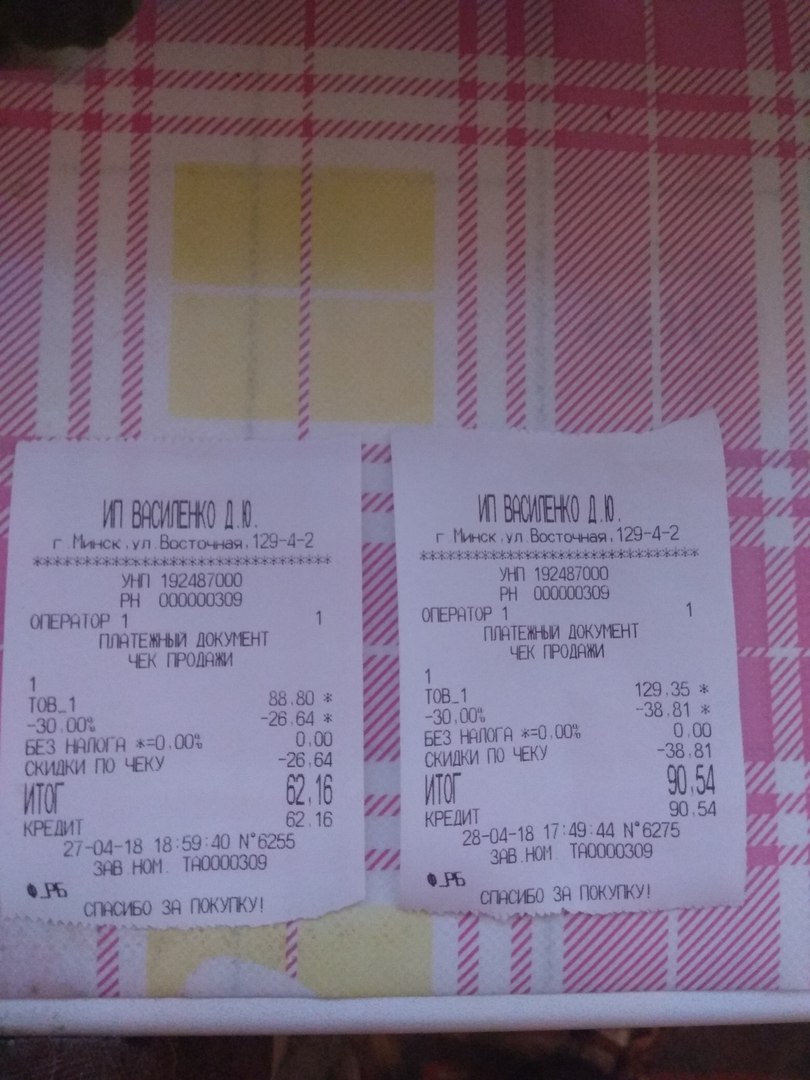 ИП ВАСИЛЕНКО Д.Ю.
г Минск,ул.Восточная,129-4-2
*****************************
УНП 192487000
РН 000000309
ОПЕРАТОР 1 1
ПЛАТЕЖНЫЙ ДОКУМЕНТ
ЧЕК ПРОДАЖИ
1
ТОВ_1 88.80 *
-30.00% -26.64 *
БЕЗ НАЛОГА *=0.00% 0.00
СКИДКИ ПО ЧЕКУ -26.64
ИТОГ 62,16
КРЕДИТ 62.16
27-04-18 18:59:40 N°6255
ЗАВ.НОМ. ТА0000309
Ф_РБ
СПАСИБО ЗА ПОКУПКУ!
ИП ВАСИЛЕНКО Д.Ю.
г Минск,ул.Восточная,129-4-2
*****************************
УНП 192487000
РН 000000309
ОПЕРАТОР 1 1
ПЛАТЕЖНЫЙ ДОКУМЕНТ
ЧЕК ПРОДАЖИ
1
ТОВ_1 129.35 *
-30.00% -38.81 *
БЕЗ НАЛОГА *=0.00% 0.00
СКИДКИ ПО ЧЕКУ -38.81
ИТОГ 90,54
КРЕДИТ 90.54
28-04-18 17:49:44 N°6275
ЗАВ.НОМ. ТА0000309
Ф_РБ
СПАСИБО ЗА ПОКУПКУ!